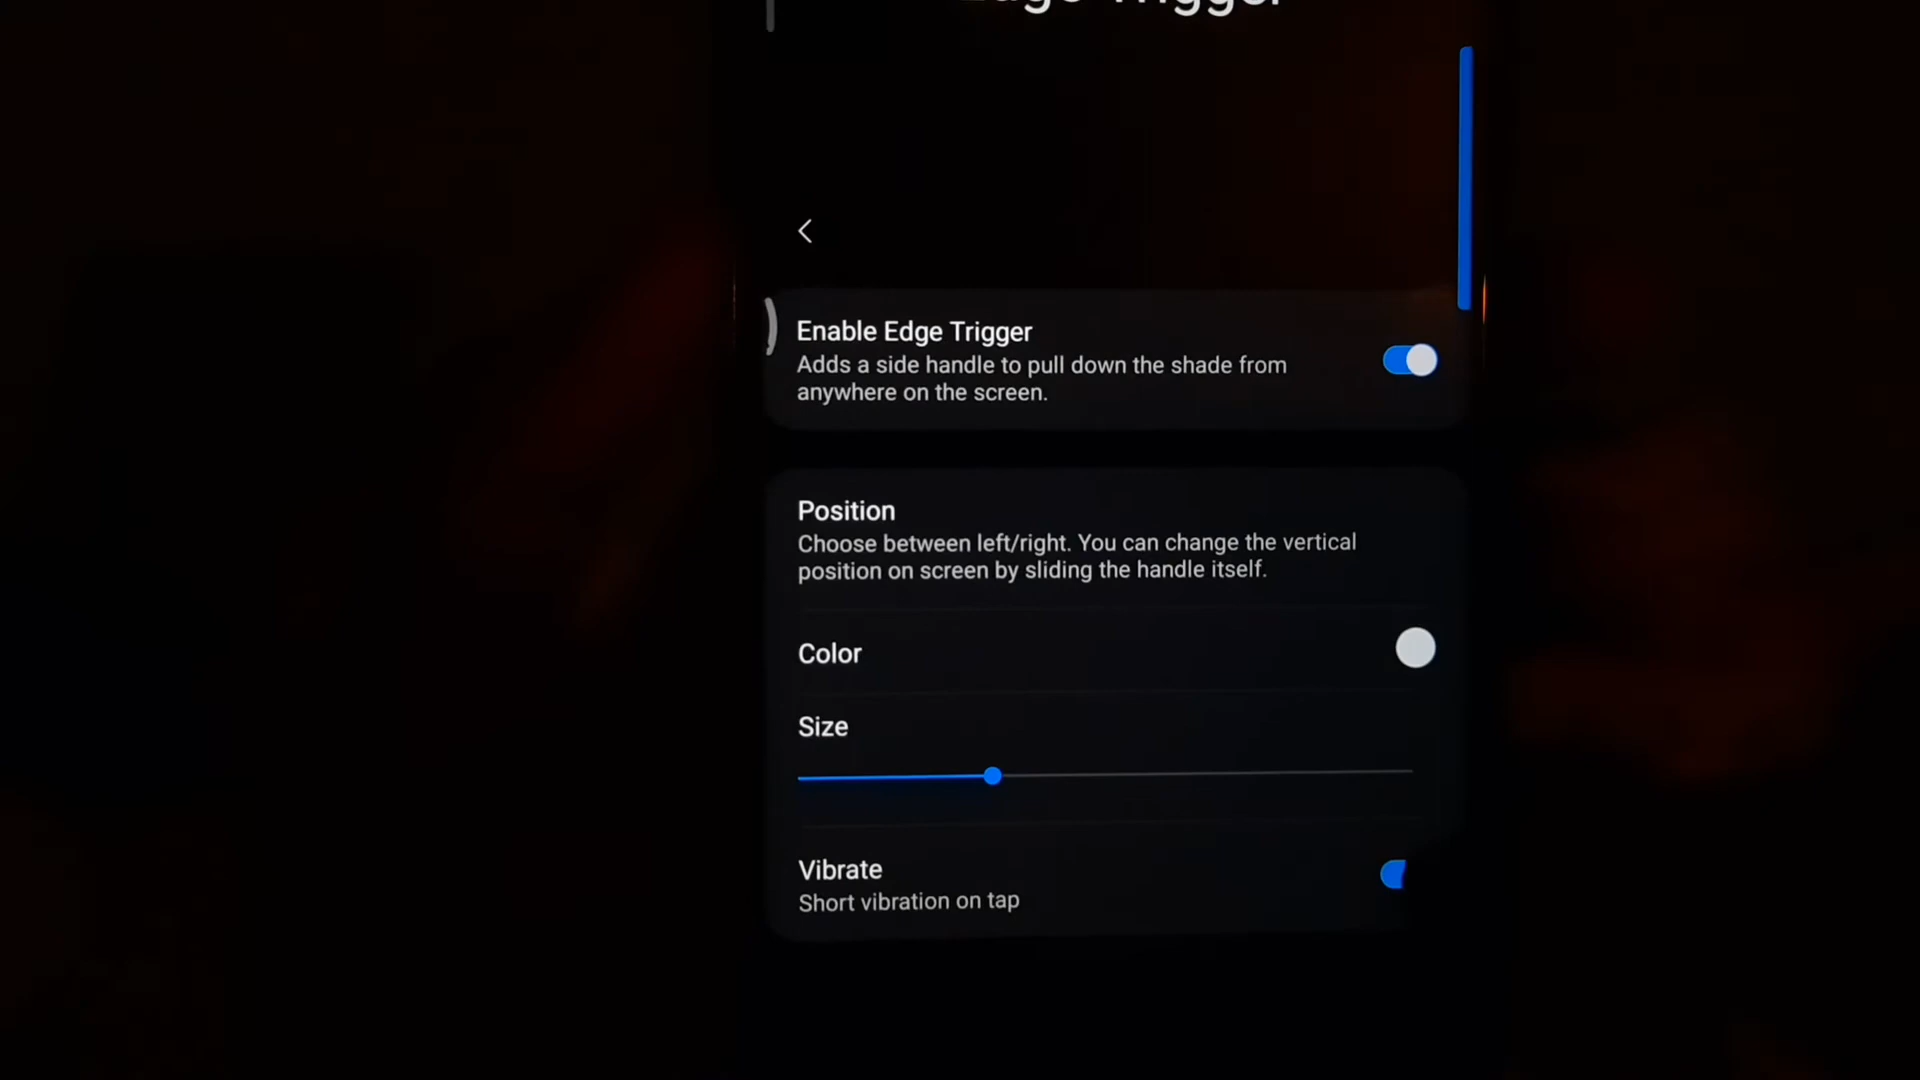 Edge Trigger
Enable Edge Trigger
Adds a side handle to pull down the shade from
anywhere on the screen.
Position
Choose between left/right. You can change the vertical
position on screen by sliding the handle itself.
Color
Size
Vibrate
Short vibration on tap